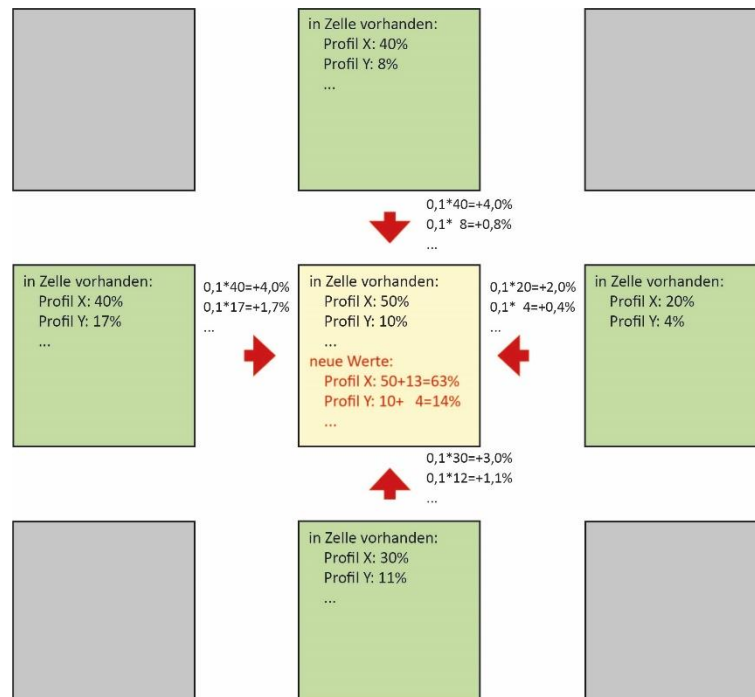 in Zelle vorhanden:
Profil X: 40%
Profil Y: 8%
...
0,1*40=+4,0%
0,1* 8=+0,8%
...
in Zelle vorhanden:
Profil X: 40%
Profil Y: 17%
...
0,1*40=+4,0%
0,1*17=+1,7%
...
in Zelle vorhanden:
Profil X: 50%
Profil Y: 10%
...
neue Werte:
Profil X: 50+13=63%
Profil Y: 10+ 4=14%
...
0,1*20=+2,0%
0,1* 4=+0,4%
...
in Zelle vorhanden:
Profil X: 20%
Profil Y: 4%
0,1*30=+3,0%
0,1*12=+1,1%
...
in Zelle vorhanden:
Profil X: 30%
Profil Y: 11%
...